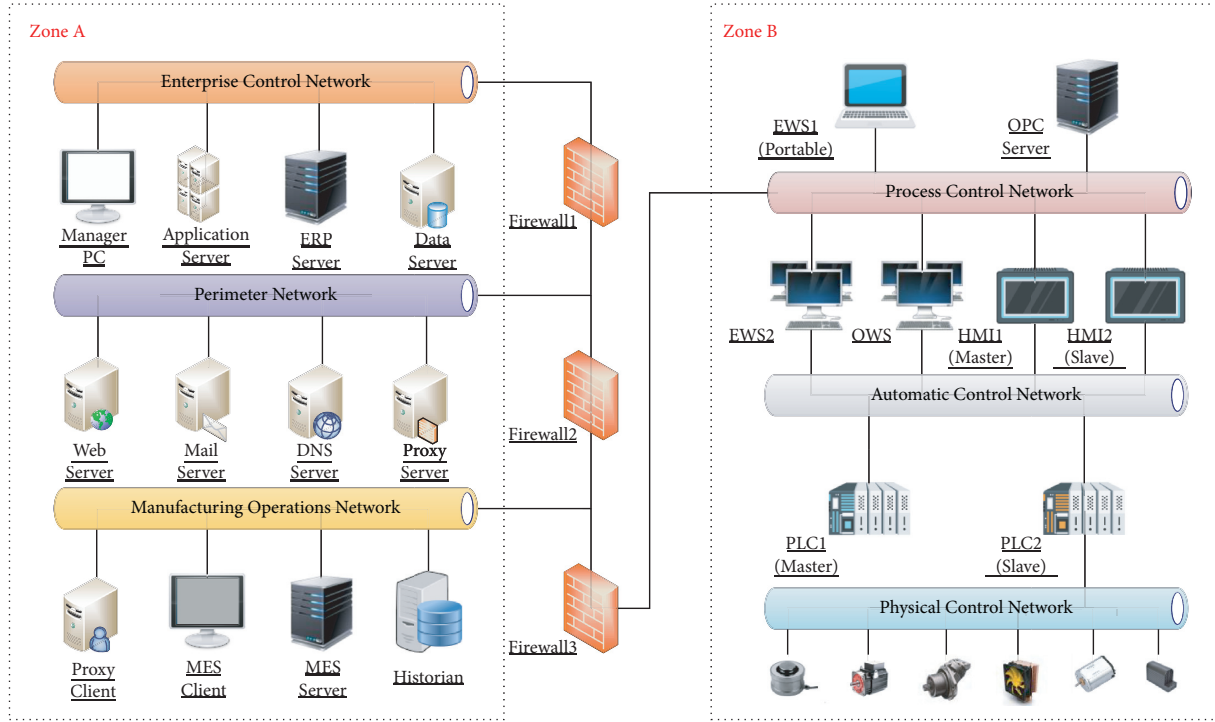 Zone A
Enterprise Control Network
Manager
PC
Application
Server
ERP
Server
Data
Server
Firewall1
Perimeter Network
Web
Server
Mail
Server
DNS
Server
Proxy
Server
Firewall2
Manufacturing Operations Network
Proxy
Client
MES
Client
MES
Server
Historian
Firewall3
Zone B
EWS1
(Portable)
OPC
Server
Process Control Network
EWS2
OWS
HMI1
(Master)
HMI2
(Slave)
Automatic Control Network
PLC1
(Master)
PLC2
(Slave)
Physical Control Network